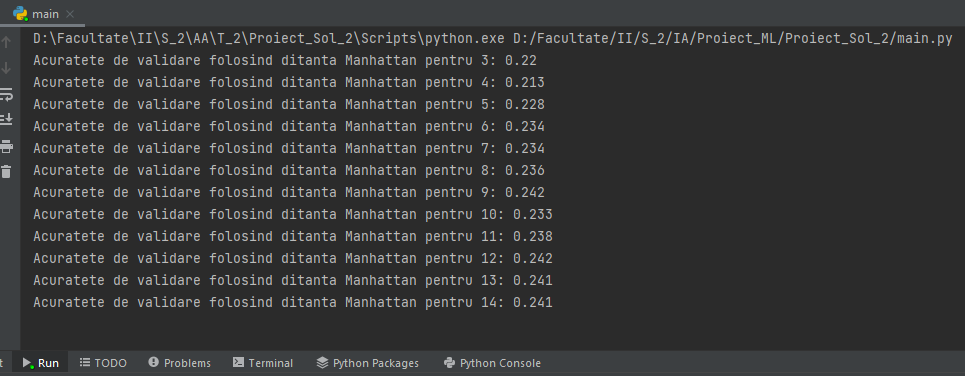 main
D:\Facultate\II\S_2\AA\T_2\Proiect_Sol_2\Scripts\python.exe D:/Facultate/II/S_2/IA/Proiect_ML/Proiect_Sol_2/main.py
Acuratete de validare folosind ditanta Manhattan pentru 3: 0.22
Acuratete de validare folosind ditanta Manhattan pentru 4: 0.213
Acuratete de validare folosind ditanta Manhattan pentru 5: 0.228
Acuratete de validare folosind ditanta Manhattan pentru 6: 0.234
Acuratete de validare folosind ditanta Manhattan pentru 7: 0.234
Acuratete de validare folosind ditanta Manhattan pentru 8: 0.236
Acuratete de validare folosind ditanta Manhattan pentru 9: 0.242
Acuratete de validare folosind ditanta Manhattan pentru 10: 0.233
Acuratete de validare folosind ditanta Manhattan pentru 11: 0.238
Acuratete de validare folosind ditanta Manhattan pentru 12: 0.242
Acuratete de validare folosind ditanta Manhattan pentru 13: 0.241
Acuratete de validare folosind ditanta Manhattan pentru 14: 0.241
t Run TODO Problems Terminal Python Packages Python Console